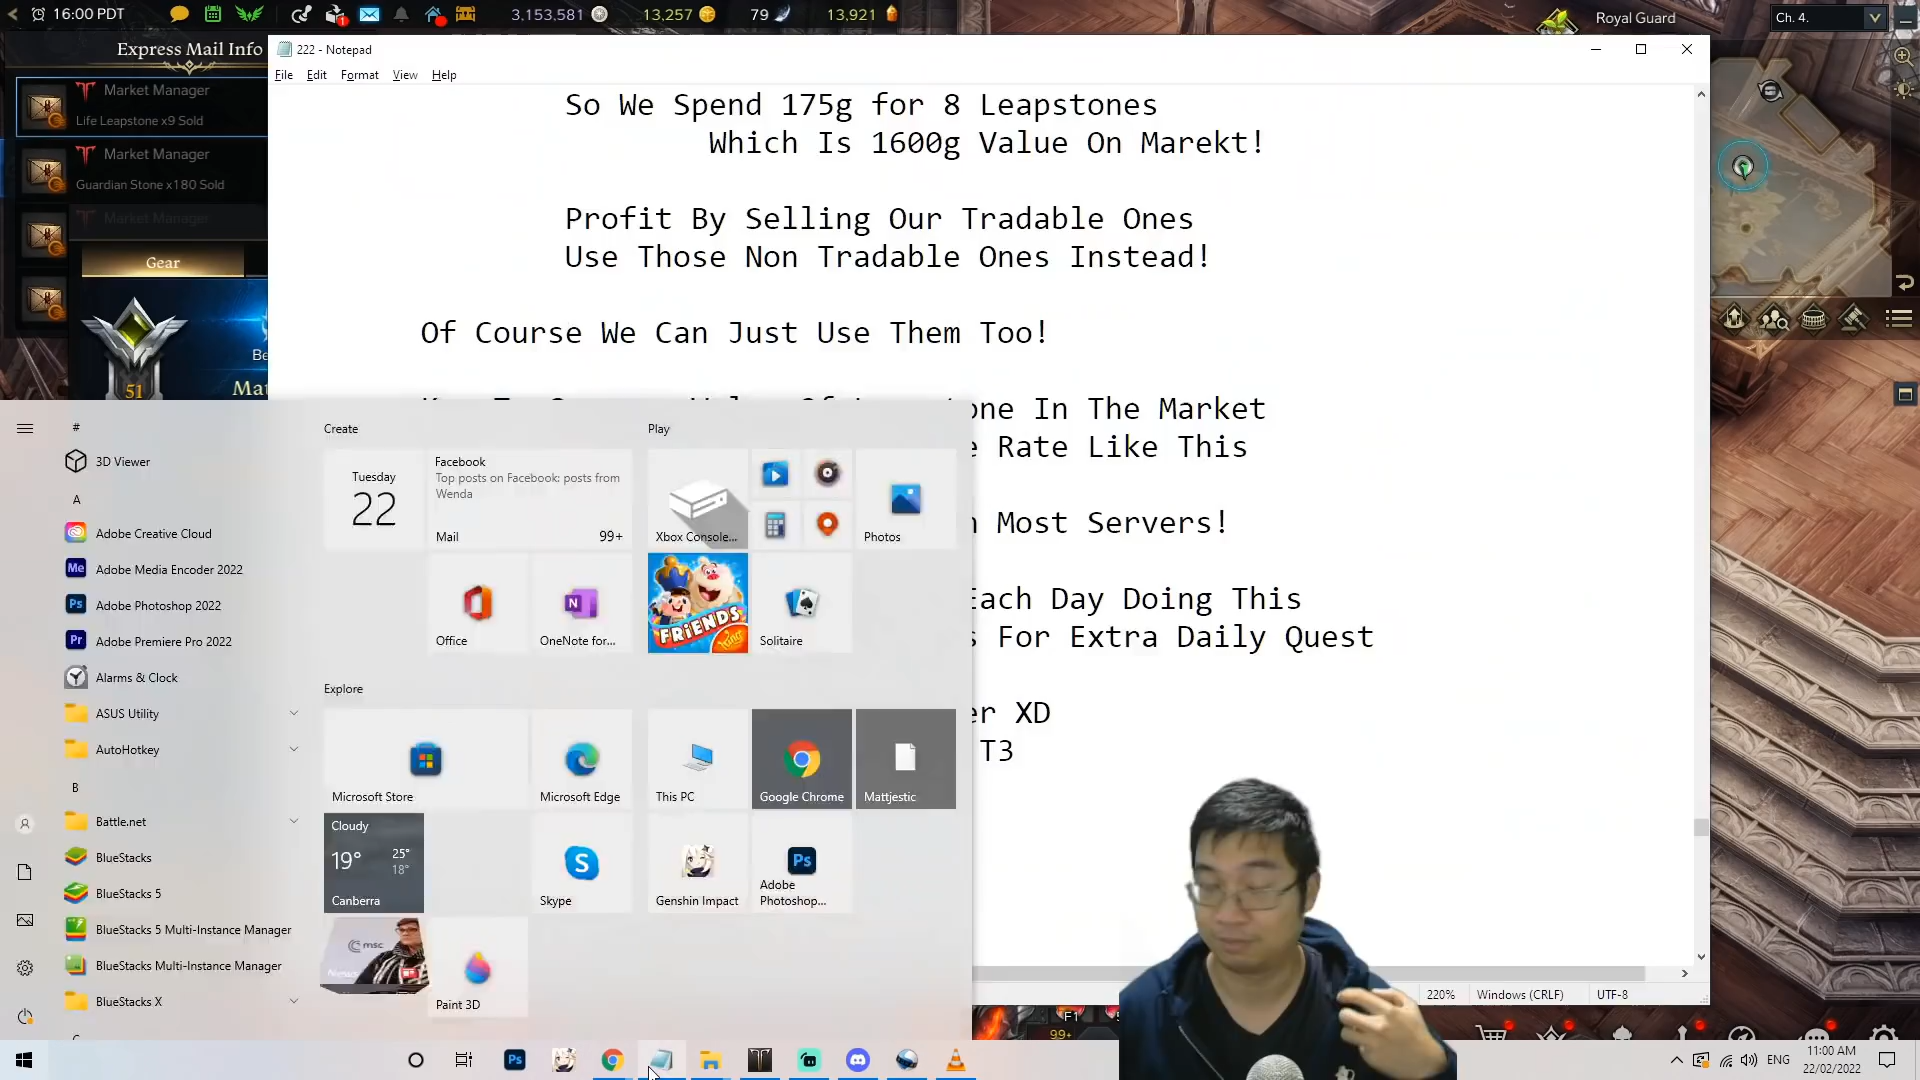 16:00 PDT
3,153,581
13,257
79
13,921
Royal Guard
Ch. 4.
Express Mail Info
Market Manager
Life Leapstone x9 Sold
Market Manager
Guardian Stone x180 Sold
Market Manager
Gear
51
222 - Notepad
File Edit Format View Help
So We Spend 175g for 8 Leapstones
Which Is 1600g Value On Marekt!
Profit By Selling Our Tradable Ones
Use Those Non Tradable Ones Instead!
Of Course We Can Just Use Them Too!
In The Market
Rate Like This
Most Servers!
Each Day Doing This
For Extra Daily Quest
XD
T3
220%
Windows (CRLF)
UTF-8
#
3D Viewer
A
Adobe Creative Cloud
Adobe Media Encoder 2022
Adobe Photoshop 2022
Adobe Premiere Pro 2022
Alarms & Clock
ASUS Utility
AutoHotkey
B
Battle.net
BlueStacks
BlueStacks 5
BlueStacks 5 Multi-Instance Manager
BlueStacks Multi-Instance Manager
BlueStacks X
Create
Tuesday
22
Facebook
Top posts on Facebook: posts from
Wenda
Mail
99+
Office
OneNote for...
Play
Xbox Console...
Photos
FRiENDS
King
Solitaire
Explore
Microsoft Store
Microsoft Edge
This PC
Google Chrome
Mattjestic
Cloudy
19°
25°
18°
Canberra
Skype
Genshin Impact
Adobe
Photoshop...
msc
Paint 3D
F1
99+
ENG
11:00 AM
22/02/2022